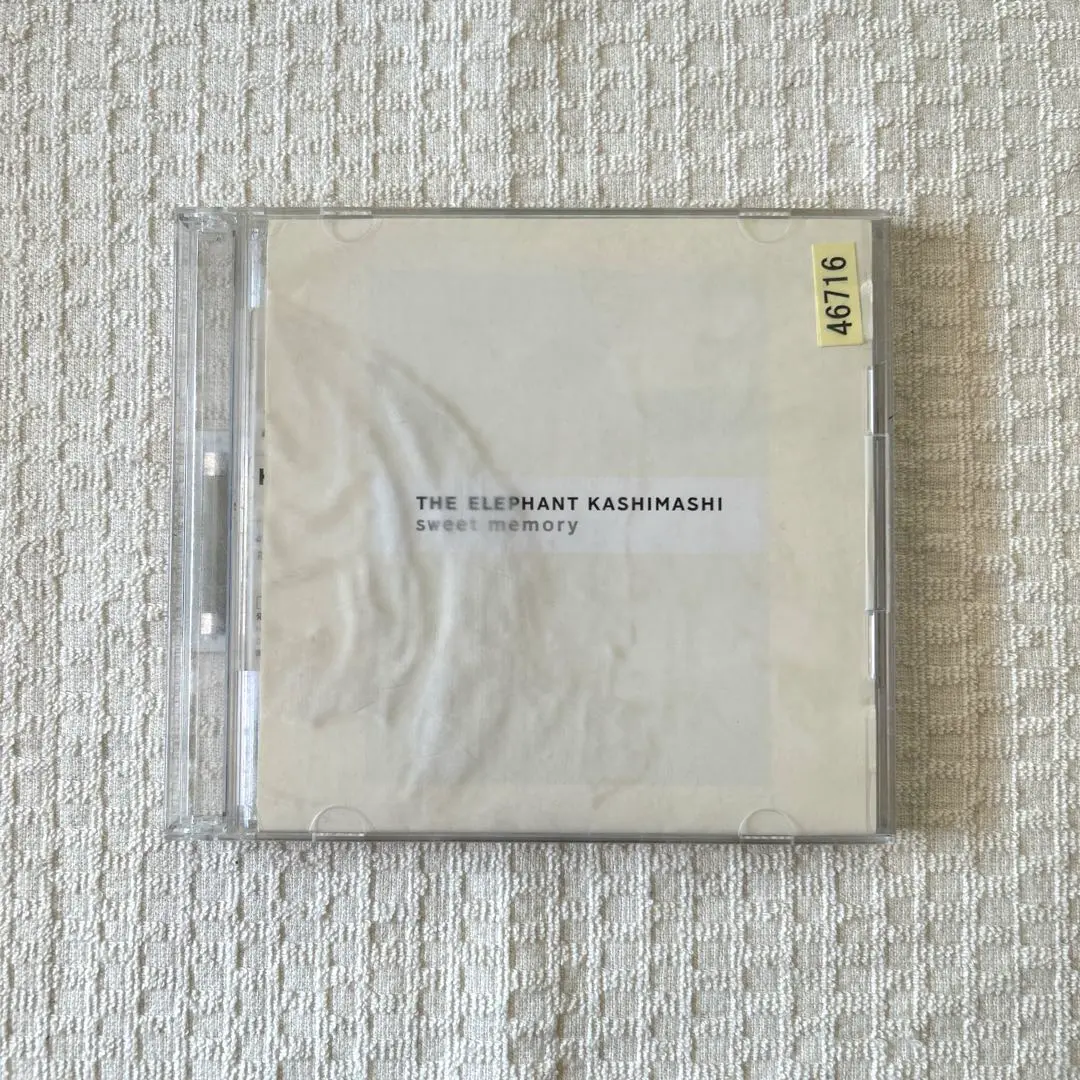 46716
THE ELEPHANT KASHIMASHI
sweet memory